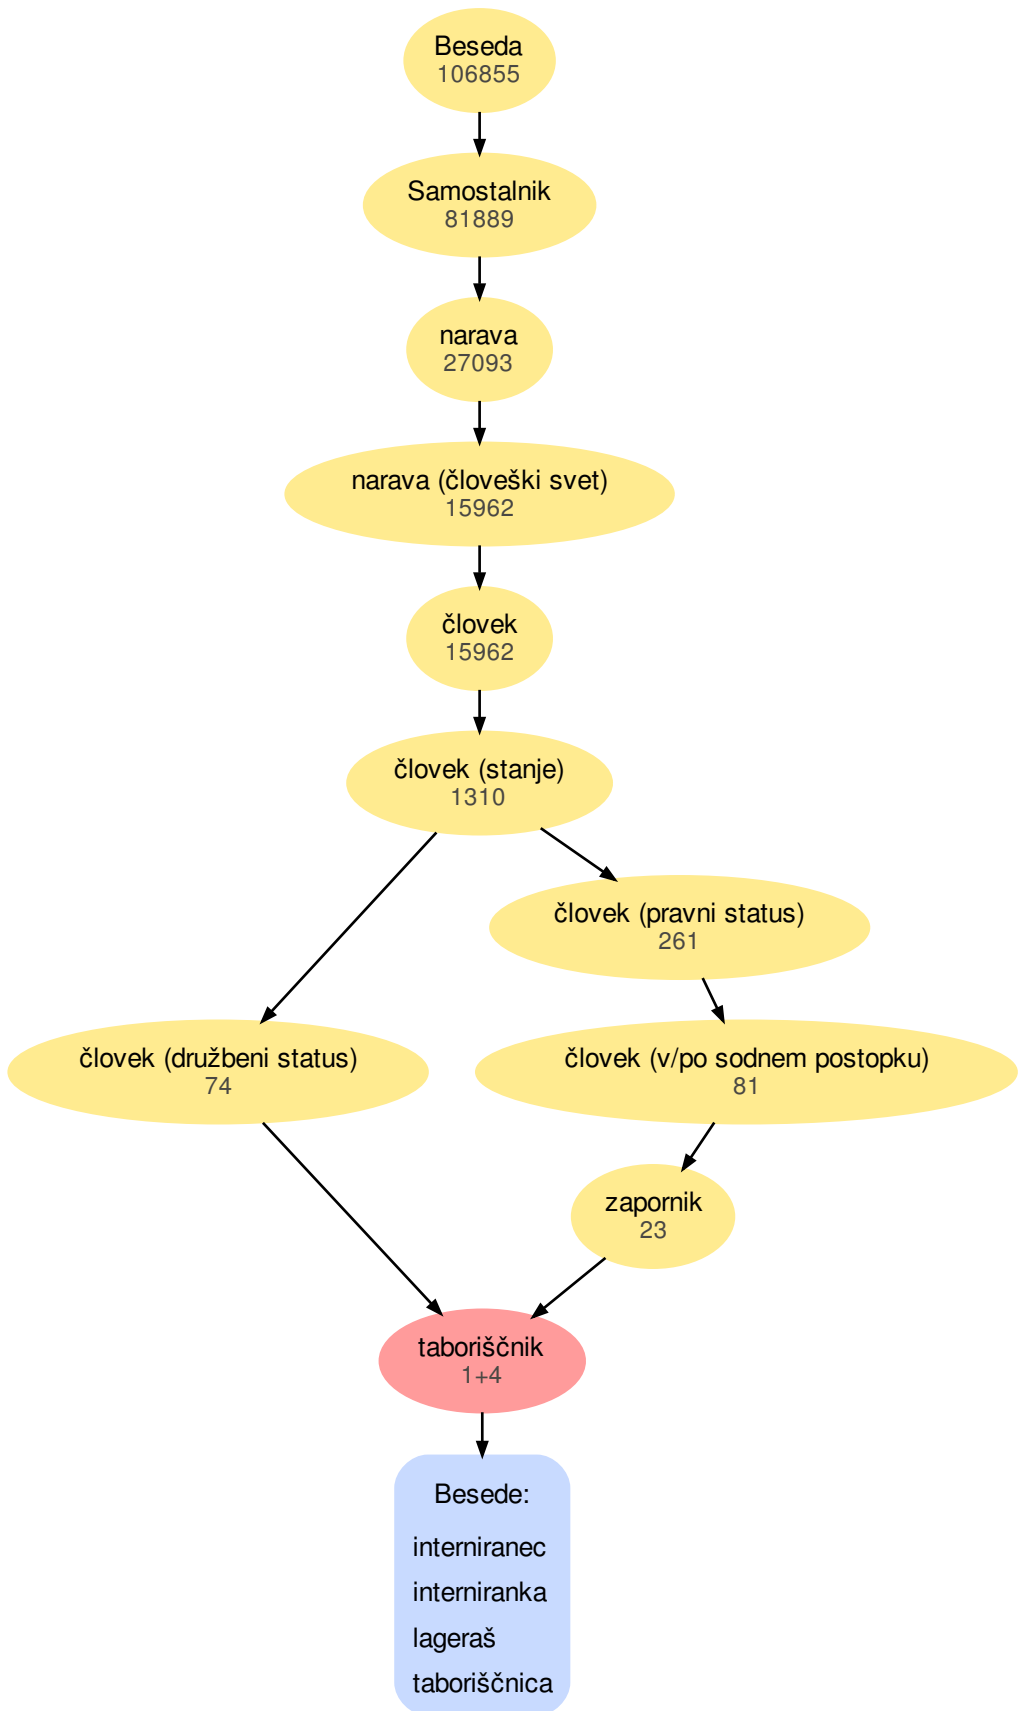 Beseda
106855
Samostalnik
81889
narava
27093
narava (človeški svet)
15962
človek
15962
človek (stanje)
1310
človek (pravni status)
261
človek (družbeni status)
74
človek (v/po sodnem postopku)
81
zapornik
23
taboriščnik
1+4
Besede:
interniranec
interniranka
lageraš
taboriščnica